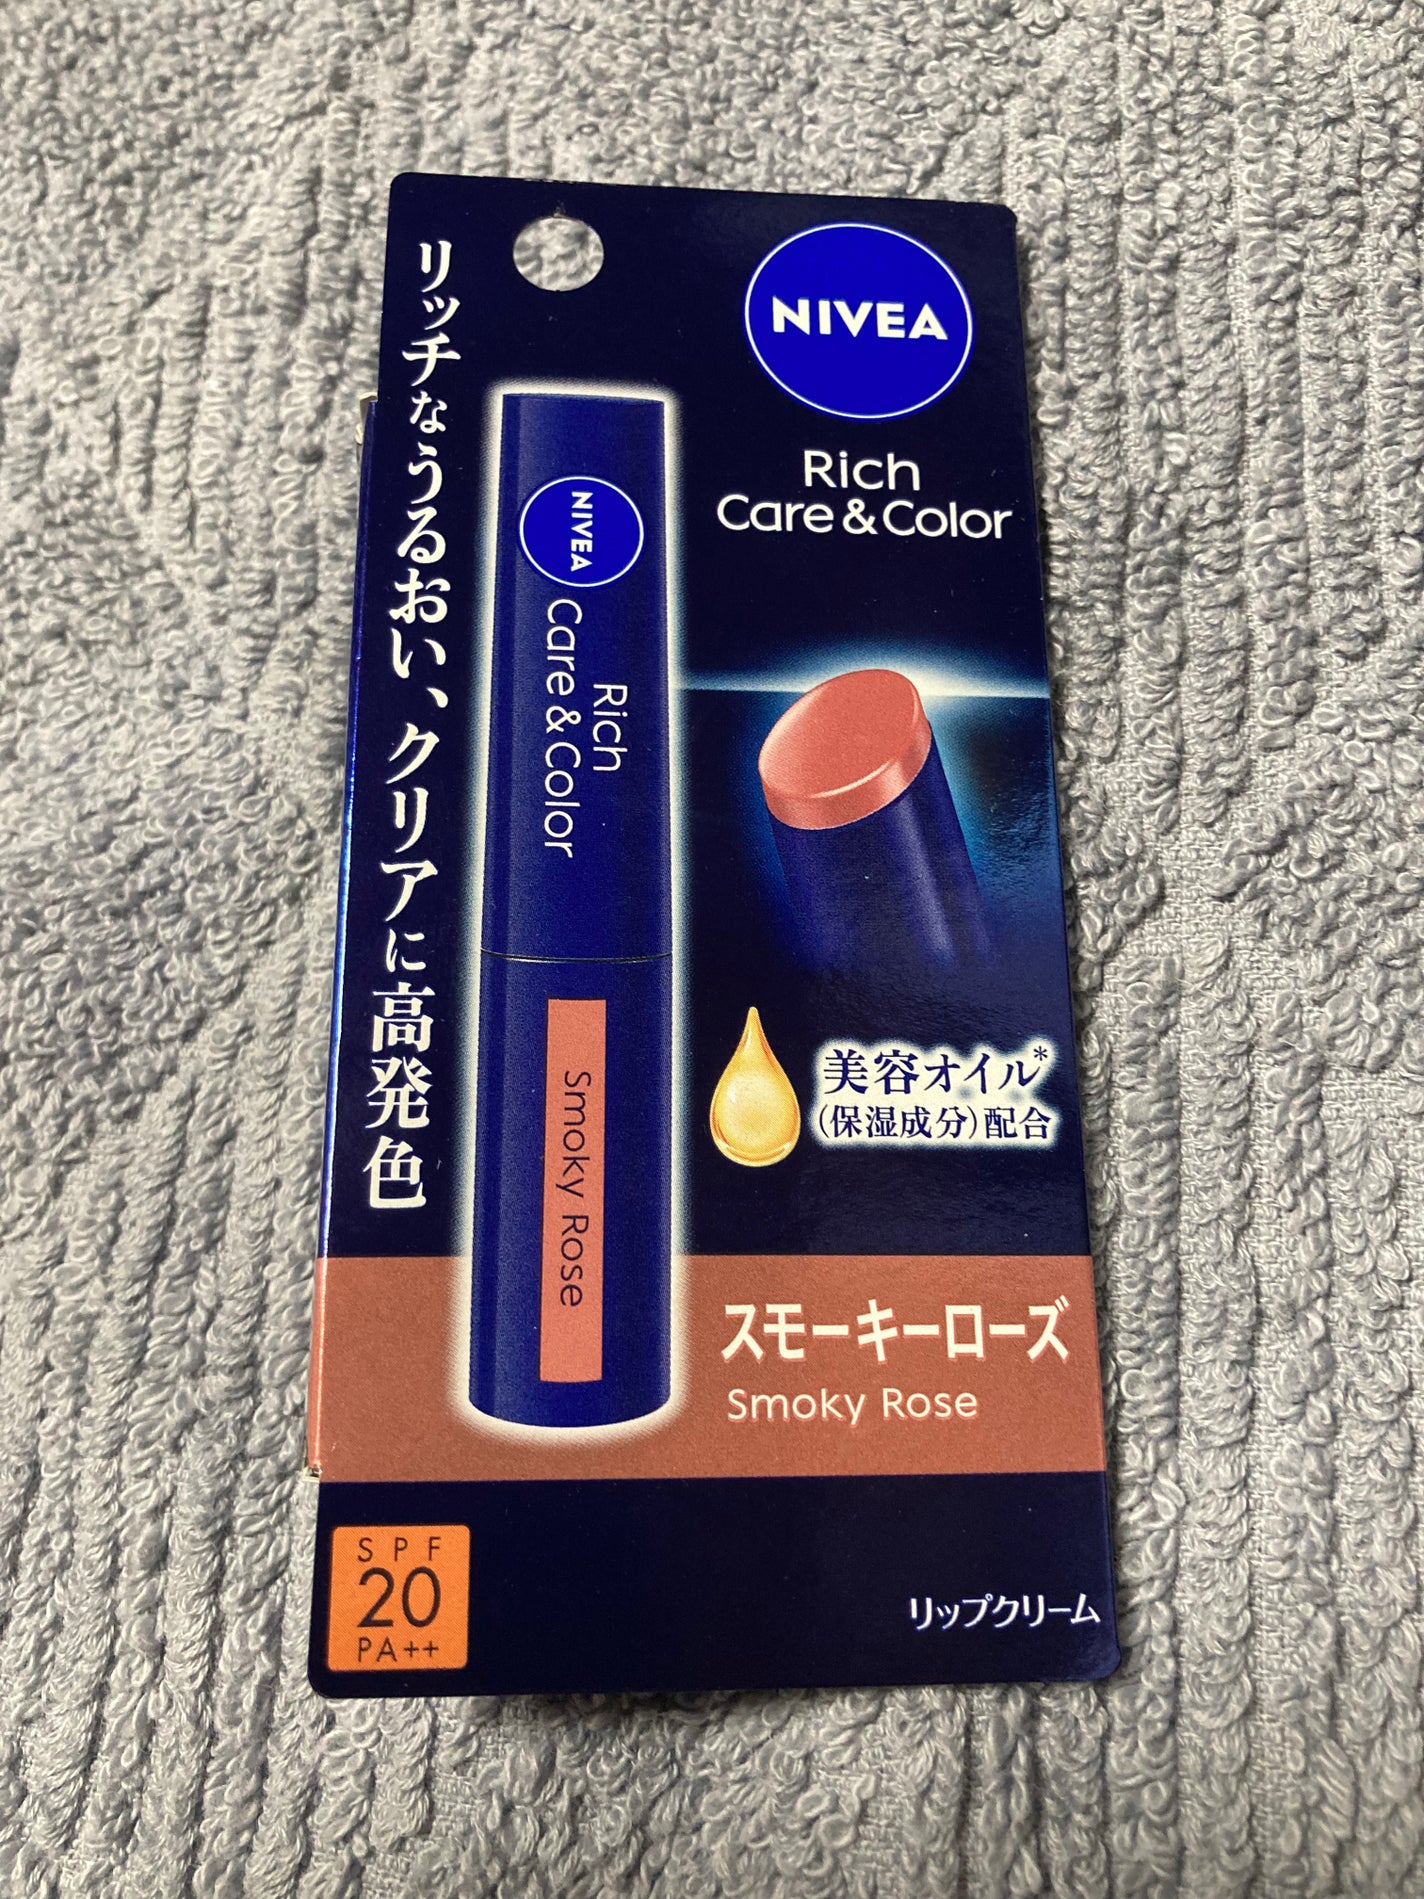 NIVEA
Rich
Care & Color
リッチなうるおい、クリアに高発色
NIVEA
Rich
Care & Color
Smoky Rose
美容オイル*
(保湿成分)配合
スモーキーローズ
Smoky Rose
SPF
20
PA++
リップクリーム